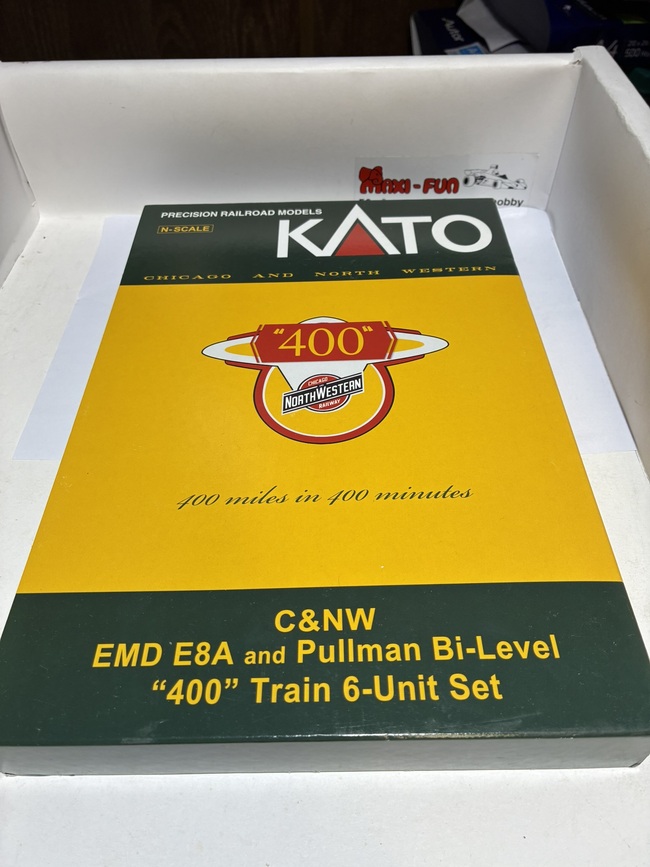 Maxi-Fun
hobby
PRECISION RAILROAD MODELS
N-SCALE
KATO
CHICAGO AND NORTH WESTERN
"400"
CHICAGO
NORTHWESTERN
RAILWAY
400 miles in 400 minutes
C&NW
EMD E8A and Pullman Bi-Level
"400" Train 6-Unit Set